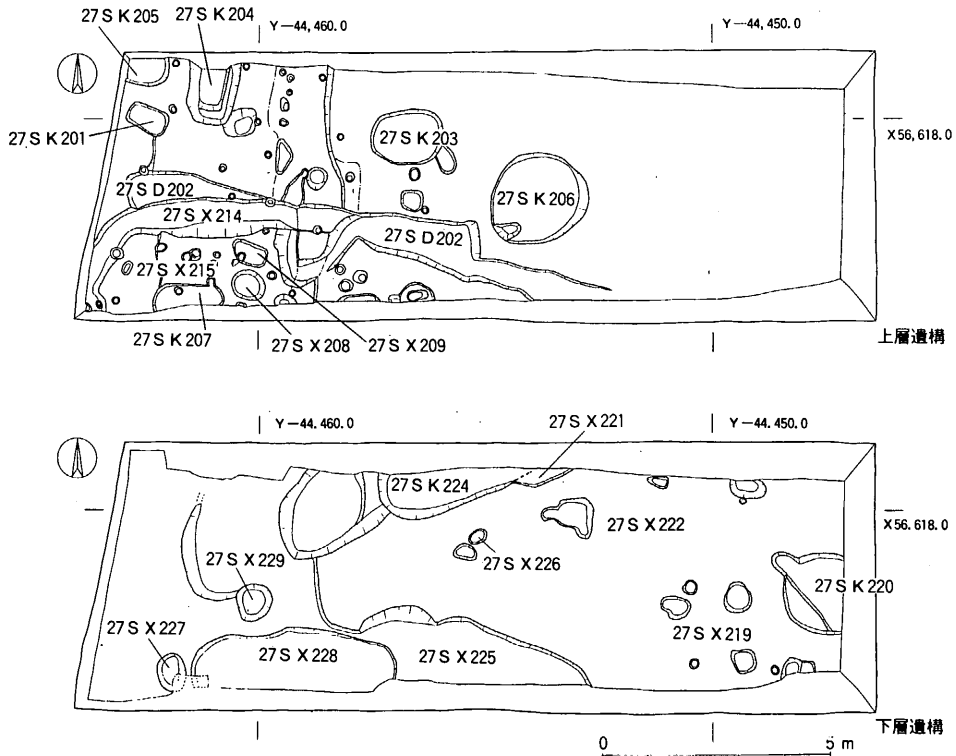 27SK205
27SK204
Y-44,460.0
Y-44,450.0
27SK201
27SK203
X56,618.0
27SD202
27SK206
27SX214
27SD202
27SX215
27SK207
27SX208
27SX209
上層遺構
Y-44.460.0
27SX221
Y-44.450.0
27SK224
X56.618.0
27SX222
27SX226
27SX229
27SK220
27SX227
27SX219
27SX228
27SX225
下層遺構
0
5m